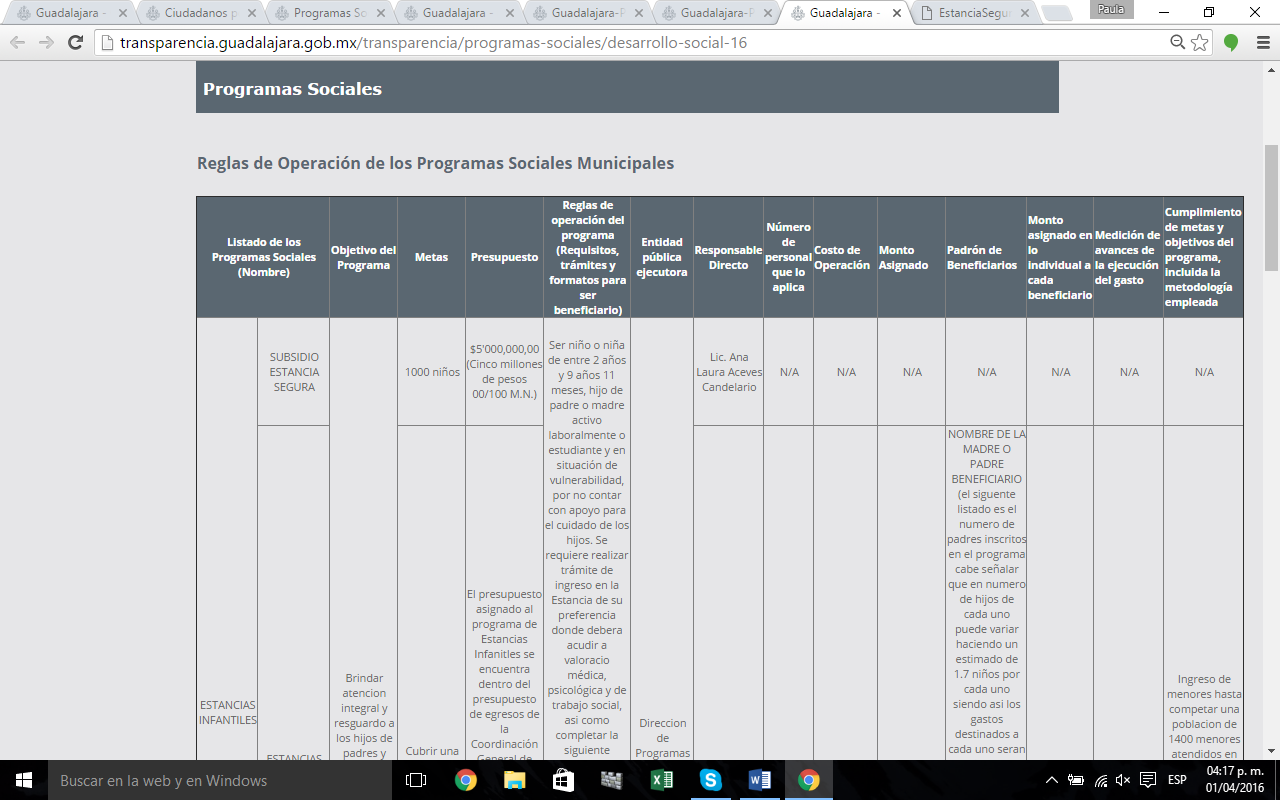 Guadalajara -
Ciudadanos p
Programas So
Guadalajara -
Guadalajara-P
Guadalajara-P
Guadalajara -
EstanciaSegu
Paula
transparencia.guadalajara.gob.mx/transparencia/programas-sociales/desarrollo-social-16
Programas Sociales
Reglas de Operación de los Programas Sociales Municipales
Listado de los
Programas Sociales
(Nombre)
Objetivo del
Programa
Metas
Presupuesto
Reglas de
operación del
programa
(Requisitos,
trámites y
formatos para
ser
beneficiario)
Entidad
pública
ejecutora
Responsable
Directo
Número
de
personal
que lo
aplica
Costo de
Operación
Monto
Asignado
Padrón de
Beneficiarios
Monto
asignado en
lo
individual a
cada
beneficiario
Medición de
avances de
la ejecución
del gasto
Cumplimiento
de metas y
objetivos del
programa,
incluida la
metodología
empleada
SUBSIDIO
ESTANCIA
SEGURA
1000 niños
$5'000,000,00
(Cinco millones
de pesos
00/100 M.N.)
Ser niño o niña
de entre 2 años
y 9 años 11
meses, hijo de
padre o madre
activo
laboralmente o
estudiante y en
situación de
vulnerabilidad,
por no contar
con apoyo para
el cuidado de los
hijos. Se
requiere realizar
trámite de
ingreso en la
Estancia de su
preferencia
donde debera
acudir a
valoracio
médica,
psicológica y de
trabajo social,
asi como
completar la
siguiente
Lic. Ana
Laura Aceves
Candelario
N/A
N/A
N/A
N/A
N/A
N/A
N/A
ESTANCIAS
INFANTILES
ESTANCIAS
Brindar
atencion
integral y
resguardo a
los hijos de
padres y
Cubrir una
El presupuesto
asignado al
programa de
Estancias
Infanitles se
encuentra
dentro del
presupuesto
de egresos de
la
Coordinación
General de
Direccion
de
Programas
NOMBRE DE LA
MADRE O
PADRE
BENEFICIARIO
(el siguente
listado es el
numero de
padres inscritos
en el programa
cabe señalar
que en numero
de hijos de
cada uno
puede variar
haciendo un
estimado de
1.7 niños por
cada uno
siendo asi los
gastos
destinados a
cada uno seran
Ingreso de
menores hasta
competar una
poblacion de
1400 menores
atendidos en
Buscar en la web y en Windows
ESP
04:17 p. m.
01/04/2016